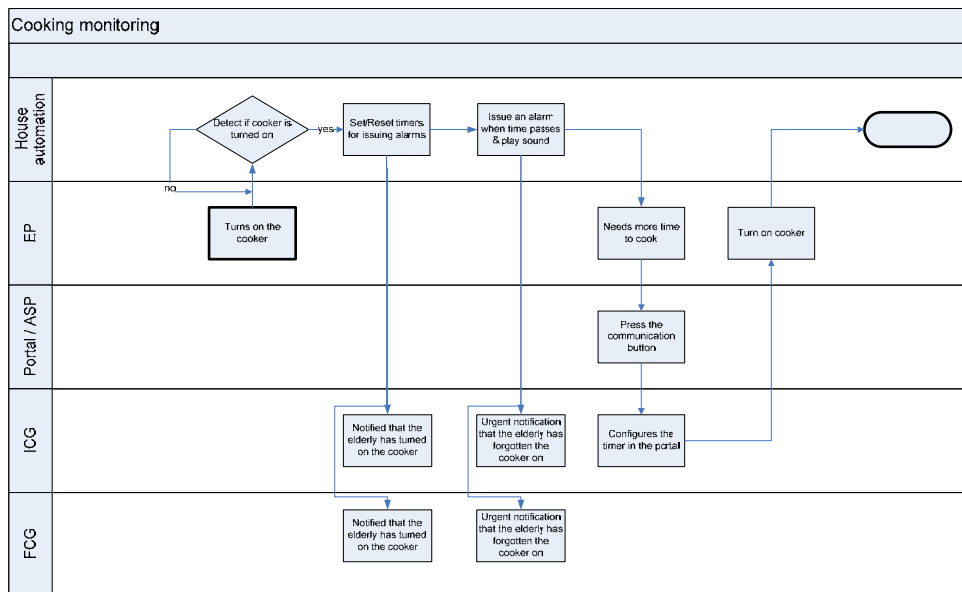 Cooking monitoring
House
automation
Detect if cooker is
turned on
yes
Set/Reset timers
for issuing alarms
Issue an alarm
when time passes
& play sound
no
EP
Turns on the
cooker
Needs more time
to cook
Turn on cooker
Portal / ASP
Press the
communication
button
ICG
Notified that the
elderly has turned
on the cooker
Urgent notification
that the elderly has
forgotten the
cooker on
Configures the
timer in the portal
FCG
Notified that the
elderly has turned
on the cooker
Urgent notification
that the elderly has
forgotten the
cooker on